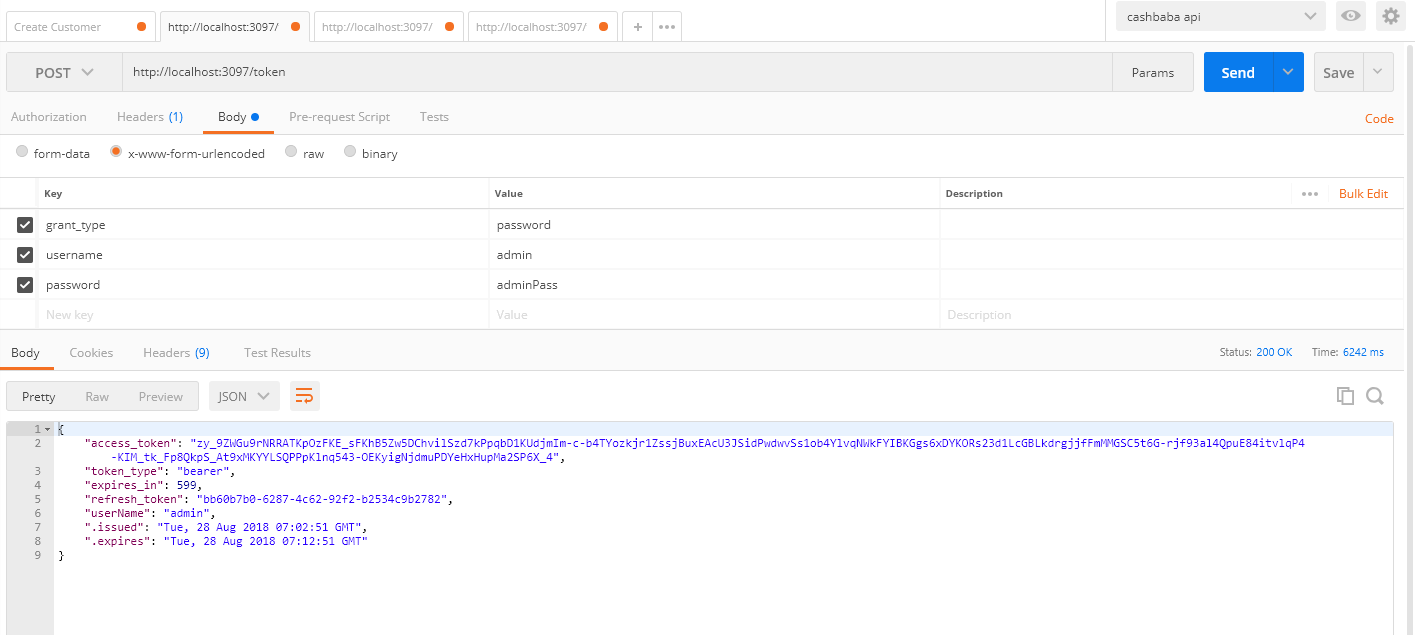 Create Customer http://localhost:3097/ http://localhost:3097/ http://localhost:3097/ + ••• cashbaba api
POST http://localhost:3097/token Params Send Save
Authorization Headers (1) Body Pre-request Script Tests Code
form-data x-www-form-urlencoded raw binary
Key Value Description ••• Bulk Edit
grant_type password
username admin
password adminPass
New key Value Description
Body Cookies Headers (9) Test Results Status: 200 OK Time: 6242 ms
Pretty Raw Preview JSON
1 {
2 "access_token": "zy_9ZWGu9rNRRATKpOzFKE_sFKhB5Zw5DChvilSzd7kPpqbD1KUdjmIm-c-b4TYozkjr1ZssjBuxEAcU3JSidPwdwvSs1ob4YlvqNWkFYIBKGgs6xDYKORs23d1LcGBLkdrgjjfFmMMGSC5t6G-rjf93al4QpuE84itvlqP4
-KIM_tk_Fp8QkpS_At9xMKYYLSQPPpKlnq543-OEKyigNjdmuPDYeHxHupMa2SP6X_4",
3 "token_type": "bearer",
4 "expires_in": 599,
5 "refresh_token": "bb60b7b0-6287-4c62-92f2-b2534c9b2782",
6 "userName": "admin",
7 ".issued": "Tue, 28 Aug 2018 07:02:51 GMT",
8 ".expires": "Tue, 28 Aug 2018 07:12:51 GMT"
9 }